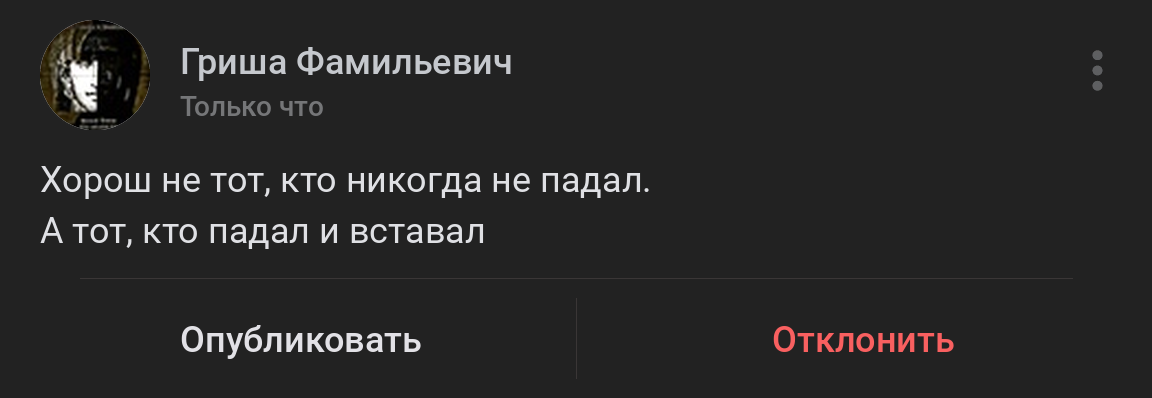 Гриша Фамильевич
Только что
Хорош не тот, кто никогда не падал.
А тот, кто падал и вставал
Опубликовать
Отклонить